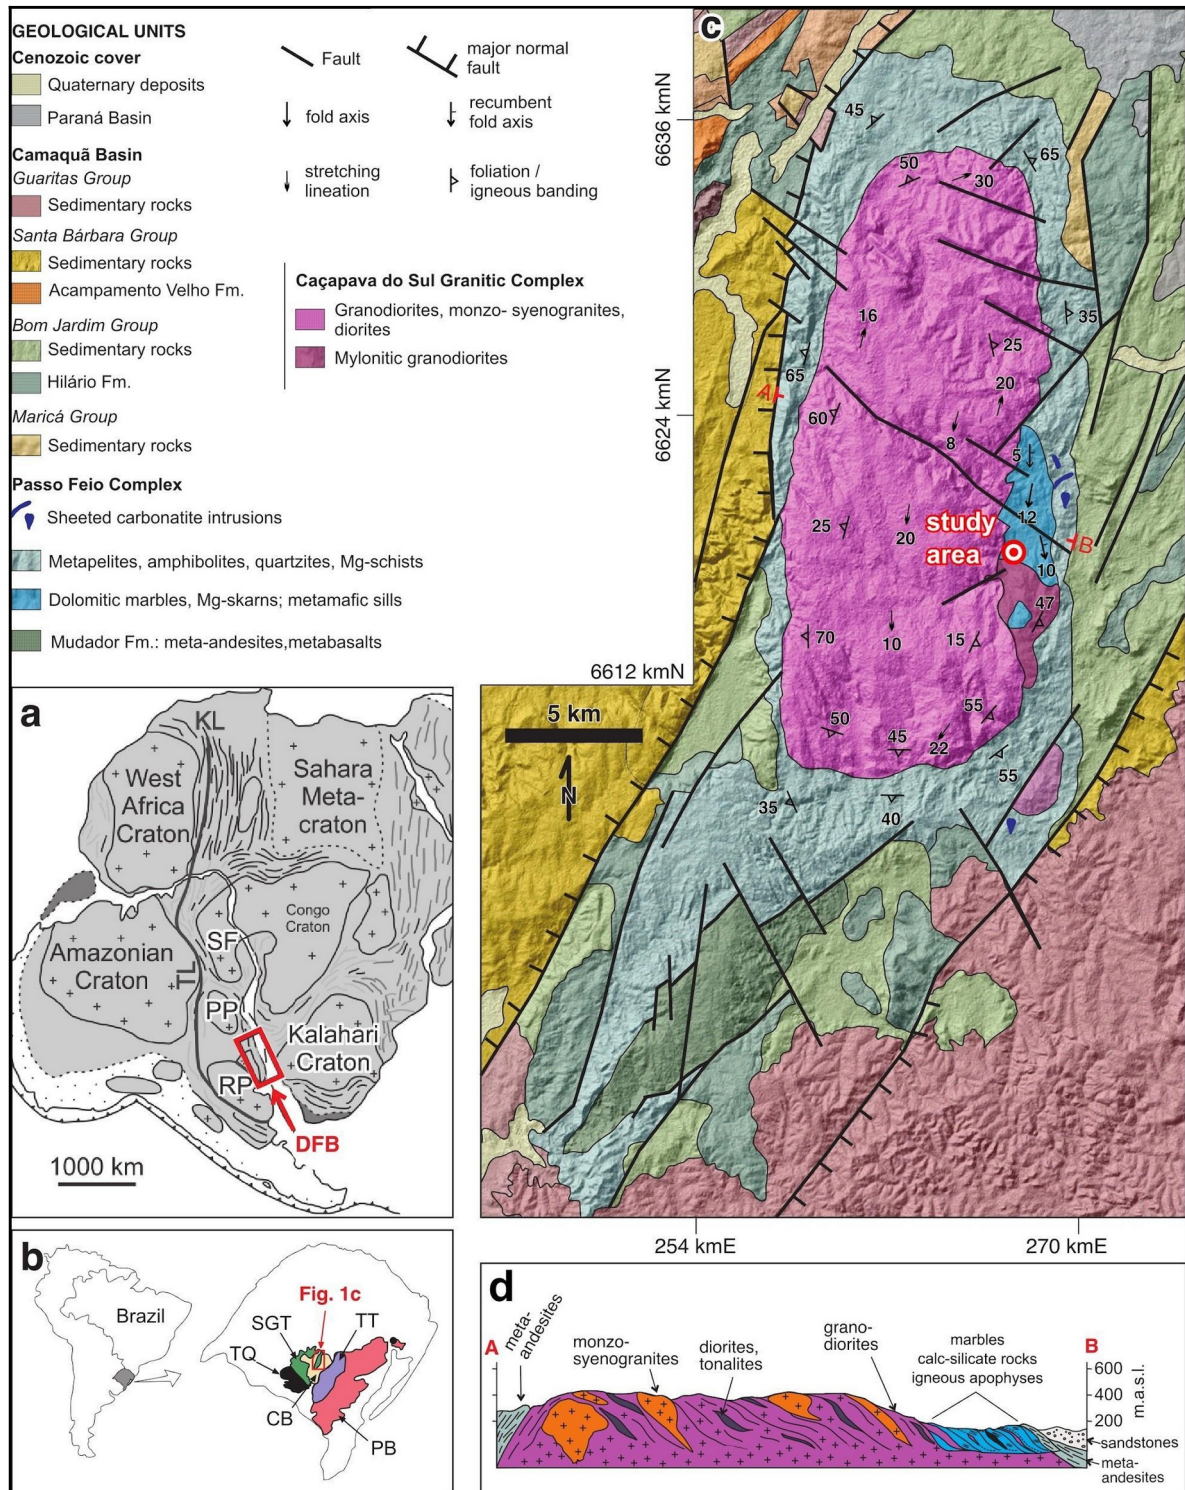 GEOLOGICAL UNITS
Cenozoic cover
Quaternary deposits
Paraná Basin
Camaquã Basin
Guaritas Group
Sedimentary rocks
Santa Bárbara Group
Sedimentary rocks
Acampamento Velho Fm.
Bom Jardim Group
Sedimentary rocks
Hilário Fm.
Maricá Group
Sedimentary rocks
Passo Feio Complex
Sheeted carbonatite intrusions
Metapelites, amphibolites, quartzites, Mg-schists
Dolomitic marbles, Mg-skarns; metamafic sills
Mudador Fm.: meta-andesites,metabasalts
Fault
major normal
fault
fold axis
recumbent
fold axis
stretching
lineation
foliation /
igneous banding
Caçapava do Sul Granitic Complex
Granodiorites, monzo- syenogranites,
diorites
Mylonitic granodiorites
c
6636 kmN
6624 kmN
6612 kmN
45
65
50
30
16
35
25
65
20
A
60
8
5
12
25
20
study
area
B
10
47
70
10
15
55
50
45
22
55
35
40
5 km
N
254 kmE
270 kmE
a
KL
West
Africa
Craton
Sahara
Meta-
craton
Congo
Craton
SF
Amazonian
Craton
TL
PP
Kalahari
Craton
RP
DFB
1000 km
b
Brazil
Fig. 1c
SGT
TT
TQ
CB
PB
d
A
meta-
andesites
monzo-
syenogranites
diorites,
tonalites
grano-
diorites
marbles
calc-silicate rocks
igneous apophyses
B
600
400
200
m.a.s.l.
sandstones
meta-
andesites